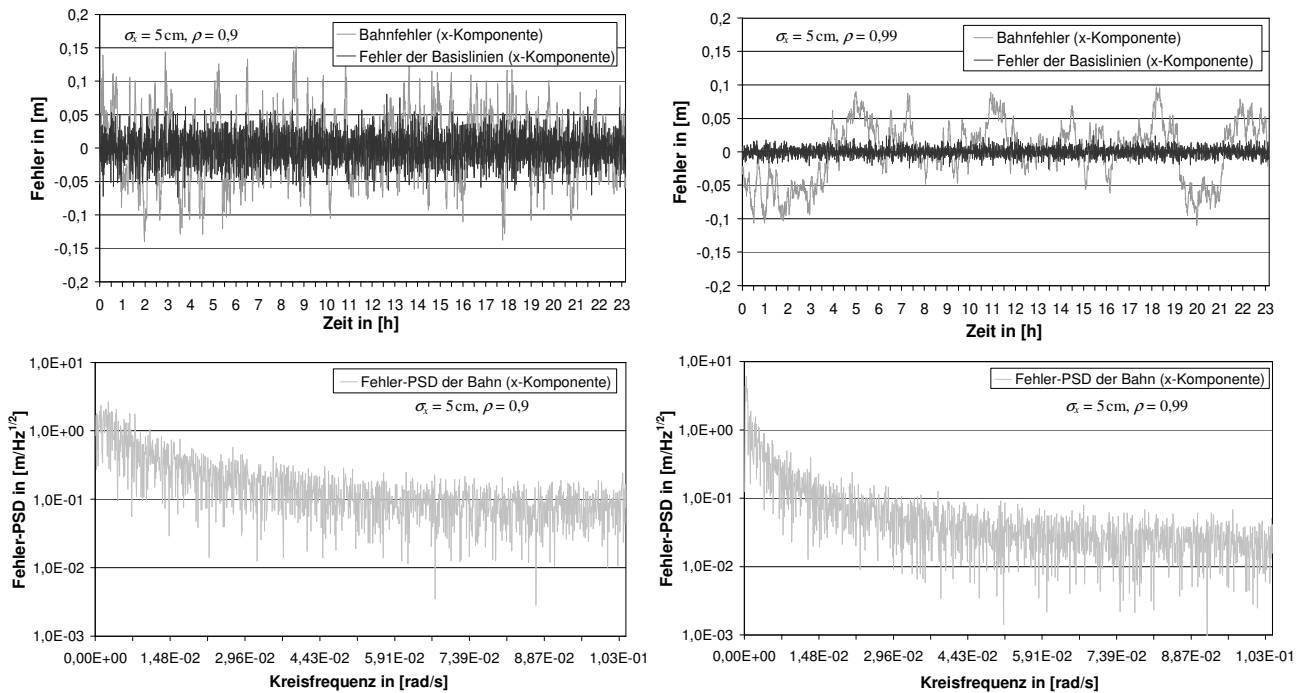 σx = 5cm, ρ = 0,9
Bahnfehler (x-Komponente)
Fehler der Basislinien (x-Komponente)
Fehler in [m]
0,2
0,15
0,1
0,05
0
-0,05
-0,1
-0,15
-0,2
0 1 2 3 4 5 6 7 8 9 10 11 12 13 14 15 16 17 18 19 20 21 22 23
Zeit in [h]
σx = 5cm, ρ = 0,99
Bahnfehler (x-Komponente)
Fehler der Basislinien (x-Komponente)
Fehler in [m]
0,2
0,15
0,1
0,05
0
-0,05
-0,1
-0,15
-0,2
0 1 2 3 4 5 6 7 8 9 10 11 12 13 14 15 16 17 18 19 20 21 22 23
Zeit in [h]
Fehler-PSD der Bahn (x-Komponente)
σx = 5cm, ρ = 0,9
Fehler-PSD in [m/Hz^1/2]
1,0E+01
1,0E+00
1,0E-01
1,0E-02
1,0E-03
0,00E+00 1,48E-02 2,96E-02 4,43E-02 5,91E-02 7,39E-02 8,87E-02 1,03E-01
Kreisfrequenz in [rad/s]
Fehler-PSD der Bahn (x-Komponente)
σx = 5cm, ρ = 0,99
Fehler-PSD in [m/Hz^1/2]
1,0E+01
1,0E+00
1,0E-01
1,0E-02
1,0E-03
0,00E+00 1,48E-02 2,96E-02 4,43E-02 5,91E-02 7,39E-02 8,87E-02 1,03E-01
Kreisfrequenz in [rad/s]